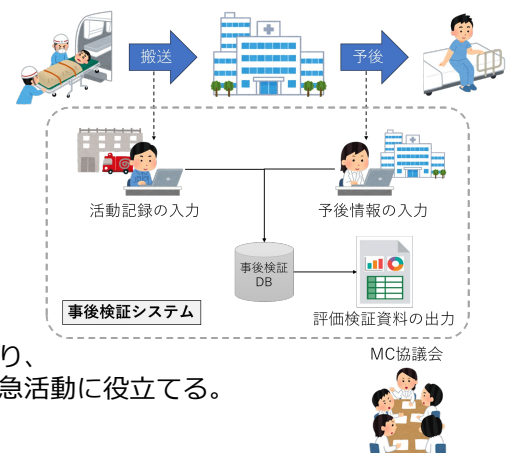 搬送
予後
活動記録の入力
予後情報の入力
事後検証
DB
事後検証システム
評価検証資料の出力
MC協議会
り、
急活動に役立てる。